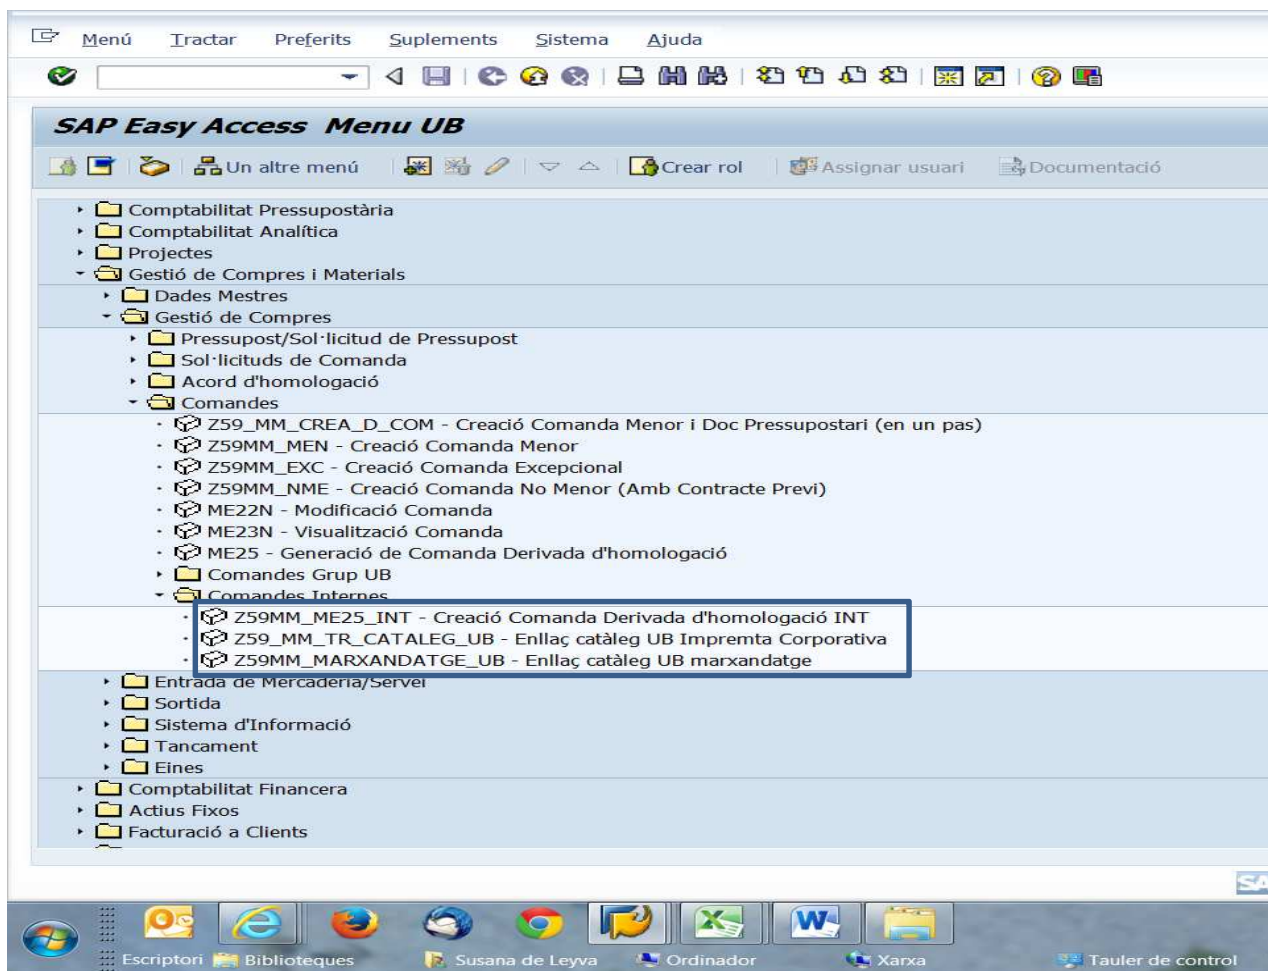 Menú Tractar Preferits Suplements Sistema Ajuda
SAP Easy Access Menu UB
Un altre menú Crear rol Assignar usuari Documentació
Comptabilitat Pressupostària
Comptabilitat Analítica
Projectes
Gestió de Compres i Materials
Dades Mestres
Gestió de Compres
Pressupost/Sol·licitud de Pressupost
Sol·licituds de Comanda
Acord d'homologació
Comandes
Z59_MM_CREA_D_COM - Creació Comanda Menor i Doc Pressupostari (en un pas)
Z59MM_MEN - Creació Comanda Menor
Z59MM_EXC - Creació Comanda Excepcional
Z59MM_NME - Creació Comanda No Menor (Amb Contracte Previ)
ME22N - Modificació Comanda
ME23N - Visualització Comanda
ME25 - Generació de Comanda Derivada d'homologació
Comandes Grup UB
Comandes Internes
Z59MM_ME25_INT - Creació Comanda Derivada d'homologació INT
Z59_MM_TR_CATALEG_UB - Enllaç catàleg UB Impremta Corporativa
Z59MM_MARXANDATGE_UB - Enllaç catàleg UB marxandatge
Entrada de Mercaderia/Servei
Sortida
Sistema d'Informació
Tancament
Eines
Comptabilitat Financera
Actius Fixos
Facturació a Clients
Escriptori Biblioteques Susana de Leyva Ordinador Xarxa Tauler de control